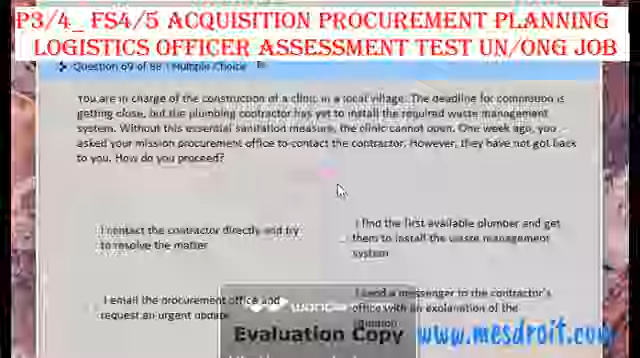 P3/4_ FS4/5 ACQUISITION PROCUREMENT PLANNING
LOGISTICS OFFICER ASSESSMENT TEST UN/ONG JOB
Question 69 of 88 | Multiple Choice
You are in charge of the construction of a clinic in a local village. The deadline for completion is
getting close, but the plumbing contractor has yet to install the required waste management
system. Without this essential sanitation measure, the clinic cannot open. One week ago, you
asked your mission procurement office to contact the contractor. However, they have not got back
to you. How do you proceed?
I contact the contractor directly and try
to resolve the matter
I find the first available plumber and get
them to install the waste management
system
I email the procurement office and
request an urgent update
I send a messenger to the contractor's
office with an explanation of the
situation
Evaluation Copy
www.mesdroit.com